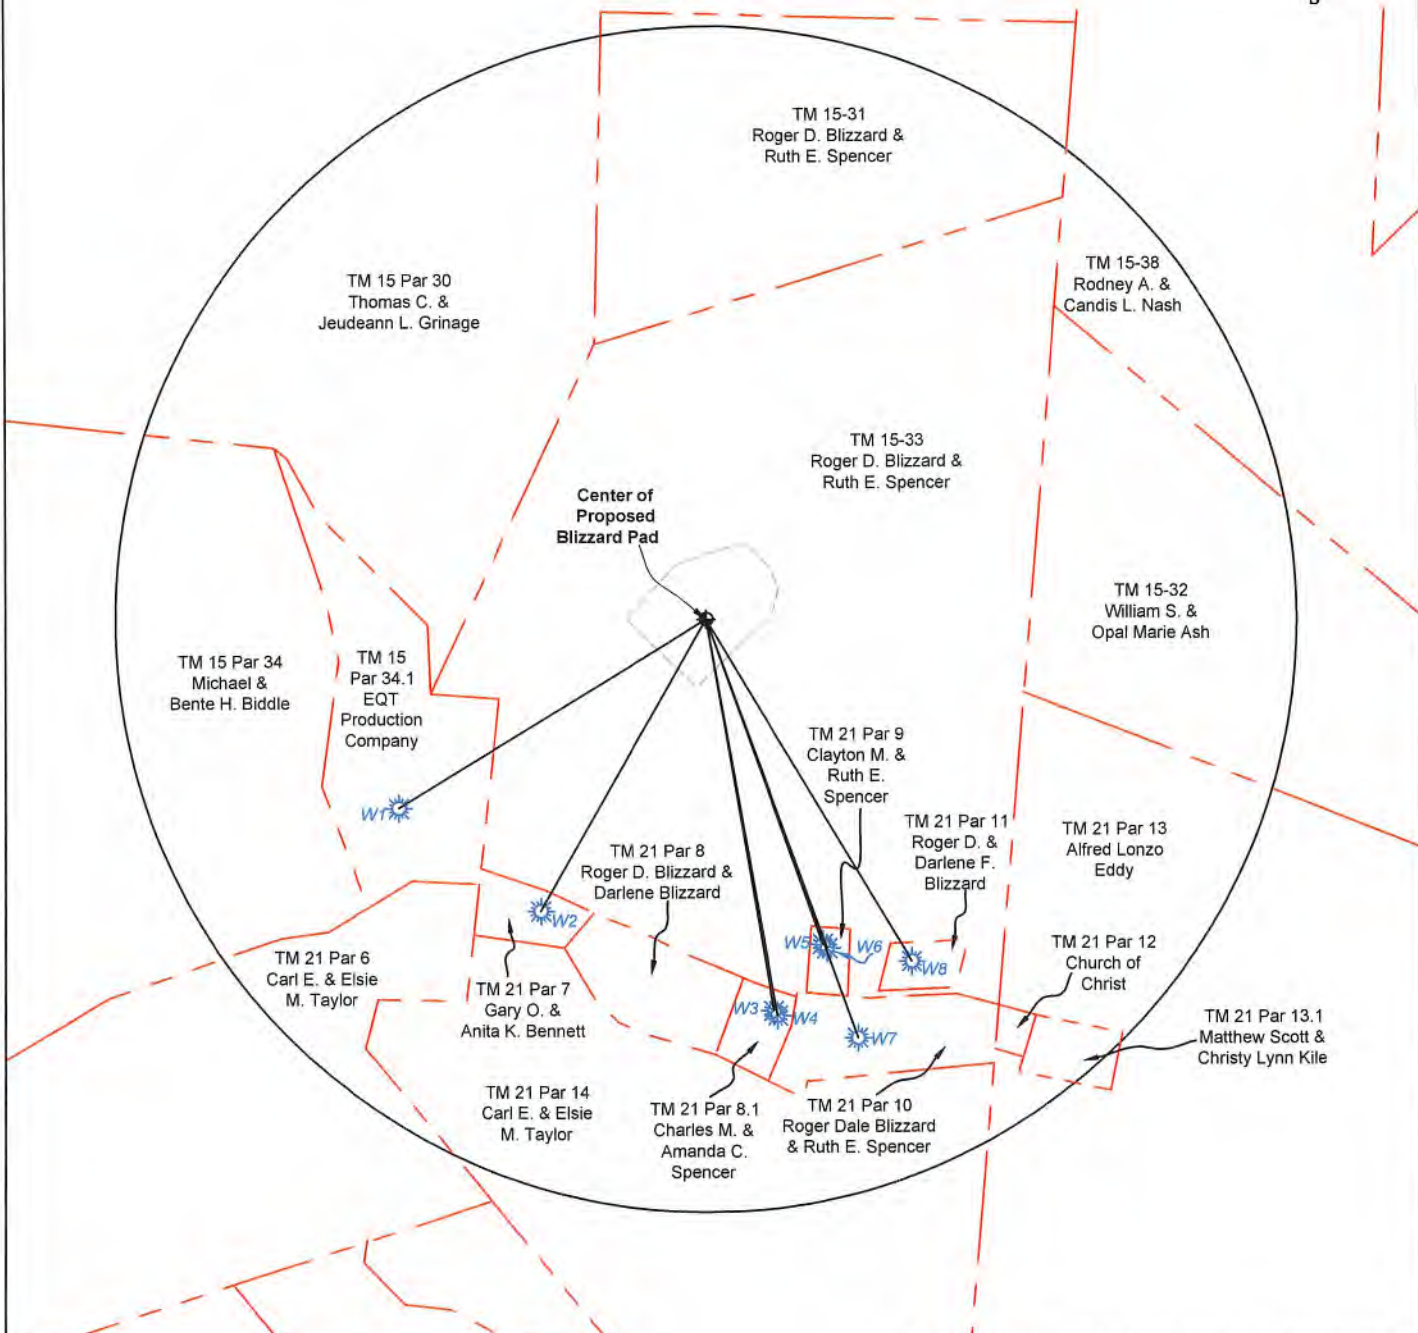 TM 15-31
Roger D. Blizzard &
Ruth E. Spencer
TM 15 Par 30
Thomas C. &
Jeudeann L. Grinage
TM 15-38
Rodney A. &
Candis L. Nash
TM 15-33
Roger D. Blizzard &
Ruth E. Spencer
Center of
Proposed
Blizzard Pad
TM 15-32
William S. &
Opal Marie Ash
TM 15 Par 34
Michael &
Bente H. Biddle
TM 15
Par 34.1
EQT
Production
Company
TM 21 Par 9
Clayton M. &
Ruth E.
Spencer
W1
TM 21 Par 8
Roger D. Blizzard &
Darlene Blizzard
TM 21 Par 11
Roger D. &
Darlene F.
Blizzard
TM 21 Par 13
Alfred Lonzo
Eddy
W2
W5
W6
W8
TM 21 Par 12
Church of
Christ
TM 21 Par 6
Carl E. & Elsie
M. Taylor
TM 21 Par 7
Gary O. &
Anita K. Bennett
W3
W4
W7
TM 21 Par 13.1
Matthew Scott &
Christy Lynn Kile
TM 21 Par 14
Carl E. & Elsie
M. Taylor
TM 21 Par 8.1
Charles M. &
Amanda C.
Spencer
TM 21 Par 10
Roger Dale Blizzard
& Ruth E. Spencer